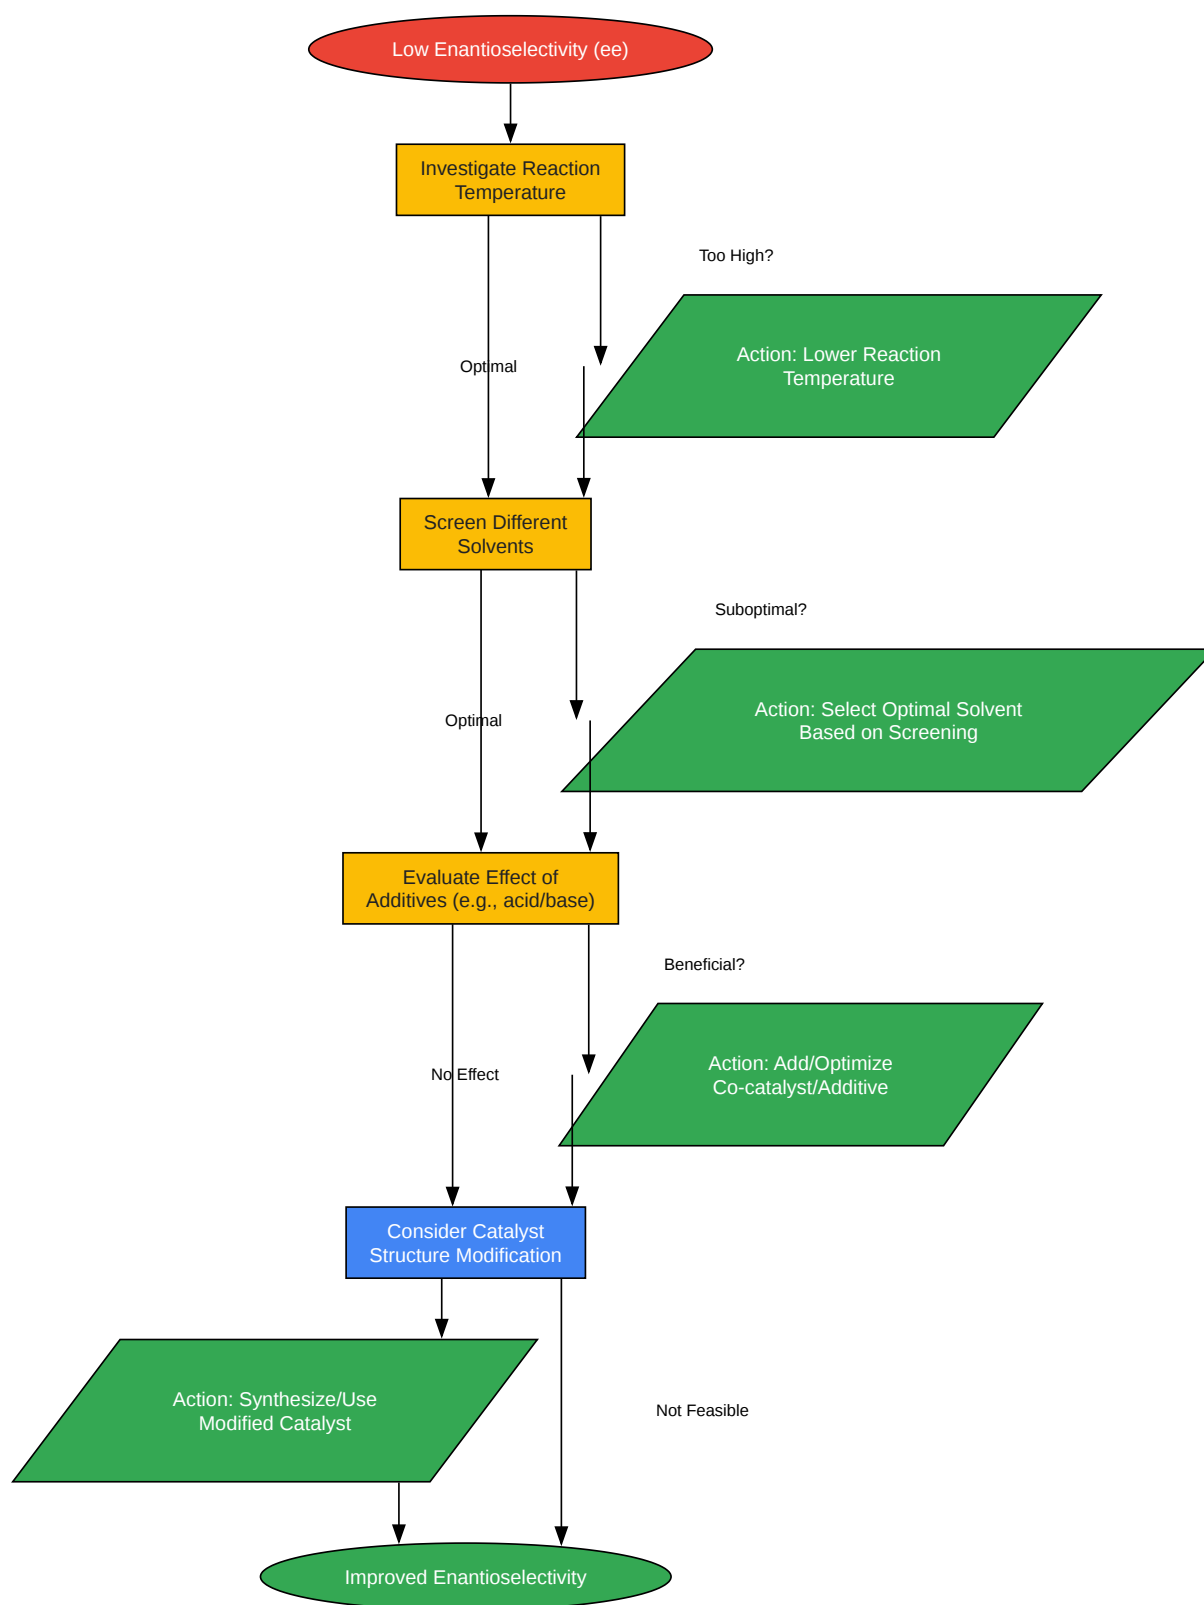 Low Enantioselectivity (ee)
Investigate Reaction
Temperature
Too High?
Action: Lower Reaction
Temperature
Optimal
Screen Different
Solvents
Suboptimal?
Action: Select Optimal Solvent
Based on Screening
Optimal
Evaluate Effect of
Additives (e.g., acid/base)
Beneficial?
Action: Add/Optimize
Co-catalyst/Additive
No Effect
Consider Catalyst
Structure Modification
Action: Synthesize/Use
Modified Catalyst
Not Feasible
Improved Enantioselectivity